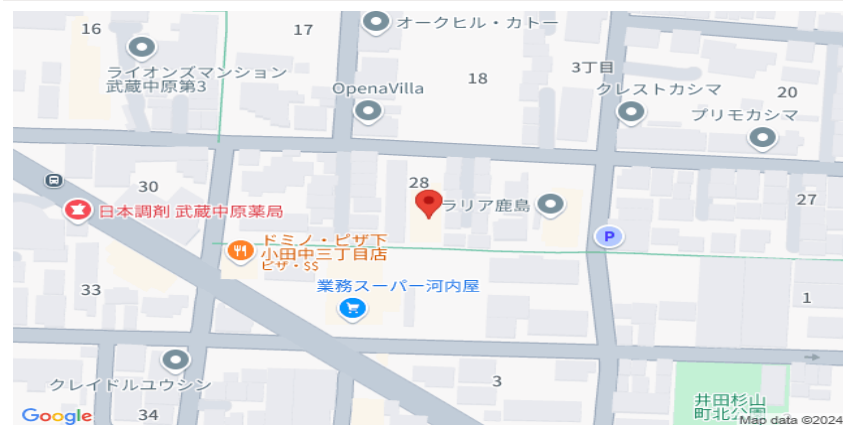 16
17
オークヒル・カトー
ライオンズマンション
武蔵中原第3
OpenaVilla
18
3丁目
クレストカシマ
20
プリモカシマ
30
28
27
日本調剤 武蔵中原薬局
ラリア鹿島
P
ドミノ・ピザ下
小田中三丁目店
ピザ・$$
業務スーパー河内屋
33
1
クレイドルユウシン
3
34
井田杉山
町北公園
Google
Map data ©2024